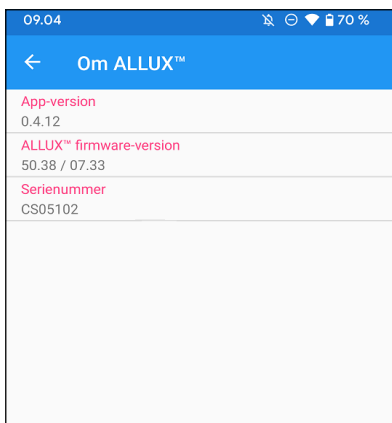 09.04 70 %
Om ALLUX™
App-version
0.4.12
ALLUX™ firmware-version
50.38 / 07.33
Serienummer
CS05102